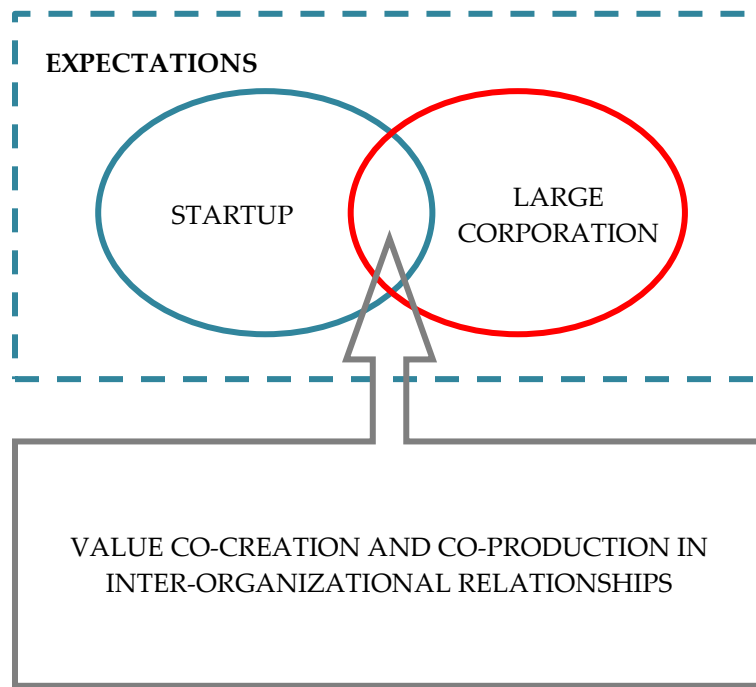 EXPECTATIONS
STARTUP
LARGE
CORPORATION
VALUE CO-CREATION AND CO-PRODUCTION IN
INTER-ORGANIZATIONAL RELATIONSHIPS